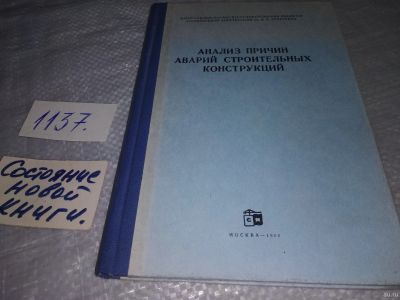 АНАЛИЗ ПРИЧИН
АВАРИЙ СТРОИТЕЛЬНЫХ
КОНСТРУКЦИЙ
МОСКВА—
1137.
Состояние
новой
книги.